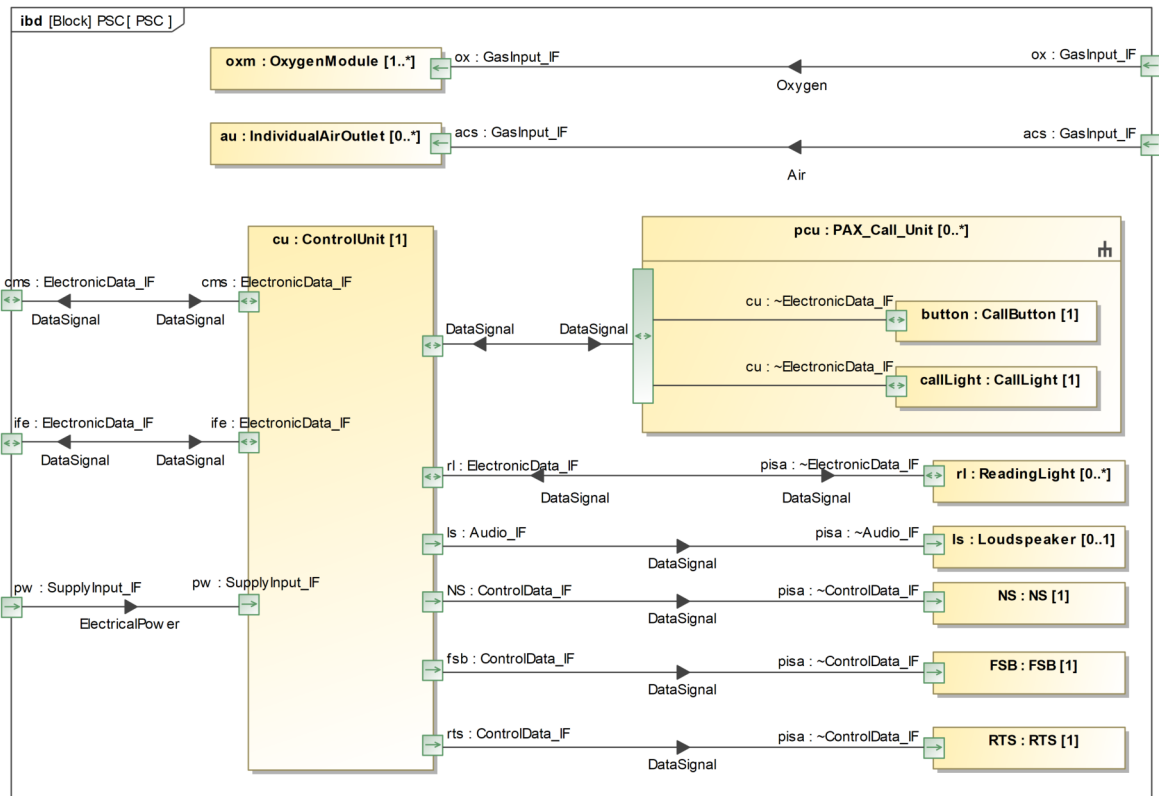 ibd [Block] PSC[ PSC ]
oxm : OxygenModule [1..*]
ox : GasInput_IF
ox : GasInput_IF
Oxygen
au : IndividualAirOutlet [0..*]
acs : GasInput_IF
acs : GasInput_IF
Air
cu : ControlUnit [1]
pcu : PAX_Call_Unit [0..*]
cms : ElectronicData_IF
cms : ElectronicData_IF
DataSignal
DataSignal
DataSignal
DataSignal
cu : ~ElectronicData_IF
button : CallButton [1]
cu : ~ElectronicData_IF
callLight : CallLight [1]
ife : ElectronicData_IF
ife : ElectronicData_IF
DataSignal
DataSignal
rl : ElectronicData_IF
pisa : ~ElectronicData_IF
rl : ReadingLight [0..*]
DataSignal
DataSignal
ls : Audio_IF
pisa : ~Audio_IF
ls : Loudspeaker [0..1]
DataSignal
pw : SupplyInput_IF
pw : SupplyInput_IF
ElectricalPower
NS : ControlData_IF
pisa : ~ControlData_IF
NS : NS [1]
DataSignal
fsb : ControlData_IF
pisa : ~ControlData_IF
FSB : FSB [1]
DataSignal
rts : ControlData_IF
pisa : ~ControlData_IF
RTS : RTS [1]
DataSignal